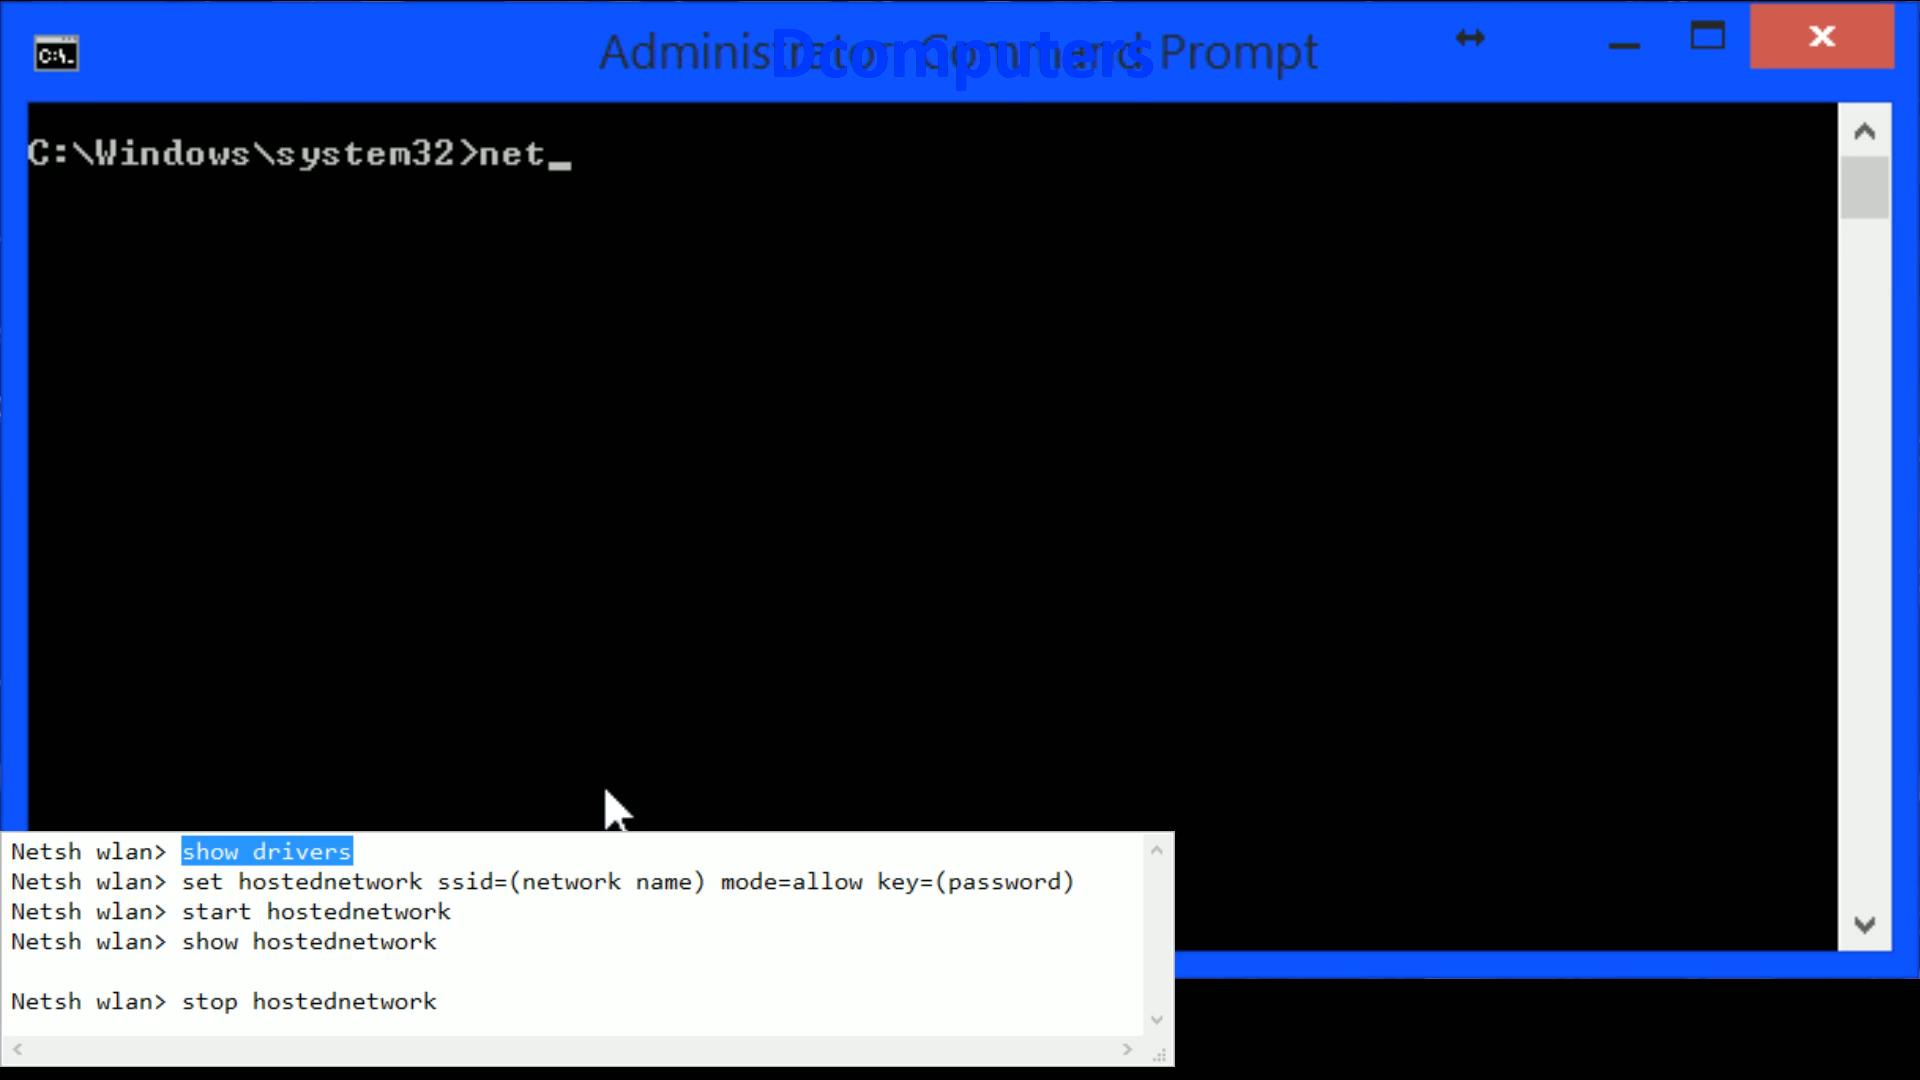 Administrator: Command Prompt
Dcomputers
C:\Windows\system32>net_
Netsh wlan> show drivers
Netsh wlan> set hostednetwork ssid=(network name) mode=allow key=(password)
Netsh wlan> start hostednetwork
Netsh wlan> show hostednetwork
Netsh wlan> stop hostednetwork